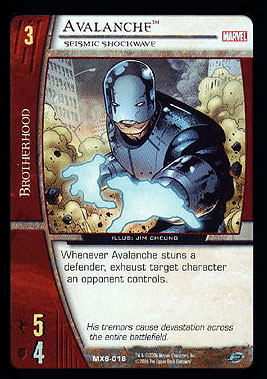 3
AVALANCHE™
SEISMIC SHOCKWAVE
MARVEL
BROTHERHOOD
ILLUS: JIM CHEUNG
Whenever Avalanche stuns a
defender, exhaust target character
an opponent controls.
5
4
His tremors cause devastation across
the entire battlefield.
MX6-016